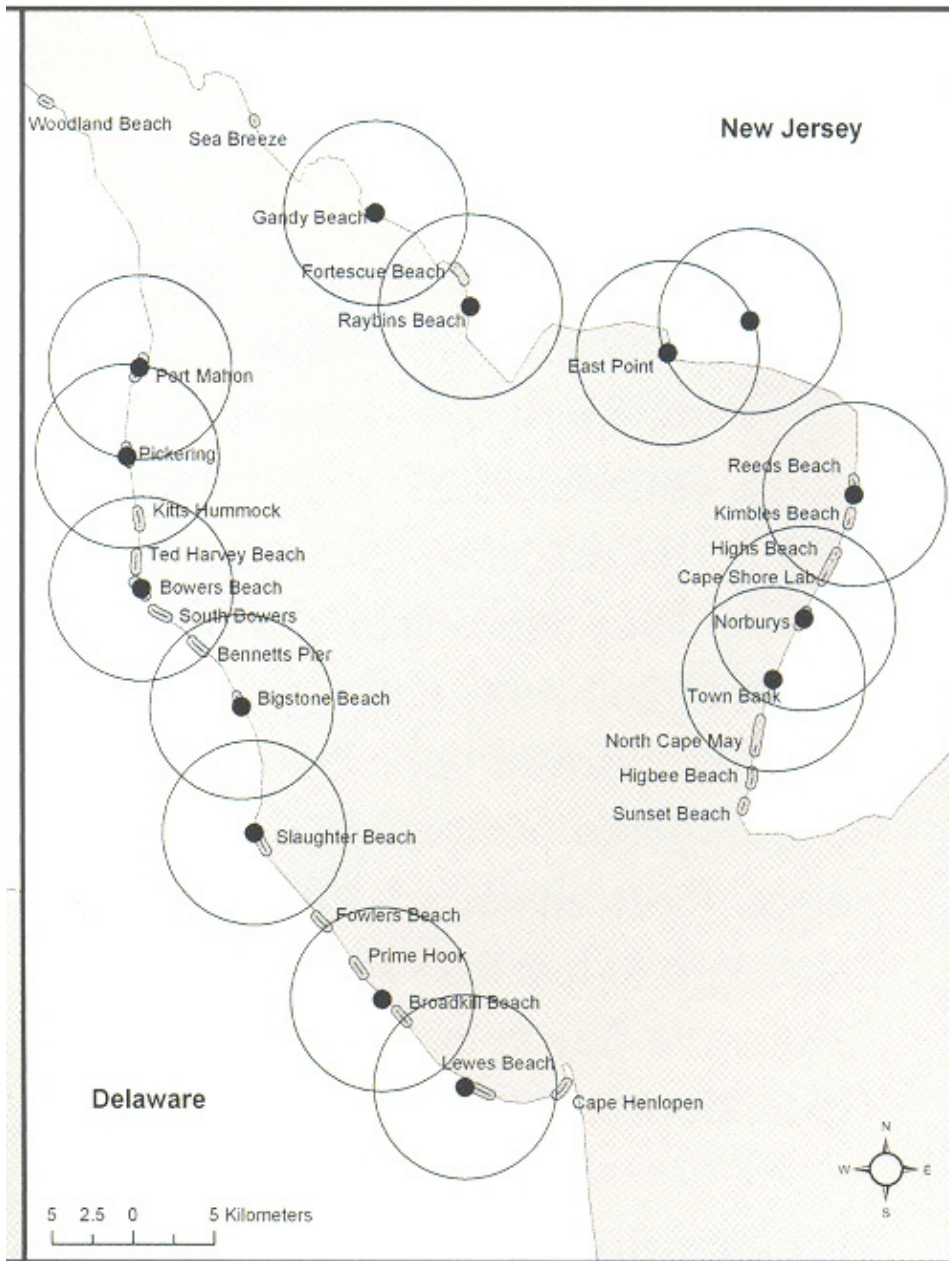 Woodland Beach
Sea Breeze
New Jersey
Gandy Beach
Fortescue Beach
Raybins Beach
East Point
Port Mahon
Pickering
Reeds Beach
Kitts Hummock
Kimbles Beach
Ted Harvey Beach
Highs Beach
Cape Shore Lab
Bowers Beach
South Bowers
Norburys
Bennetts Pier
Bigstone Beach
Town Bank
North Cape May
Higbee Beach
Sunset Beach
Slaughter Beach
Fowlers Beach
Prime Hook
Broadkill Beach
Lewes Beach
Delaware
Cape Henlopen
N
W E
S
5 2.5 0 5 Kilometers